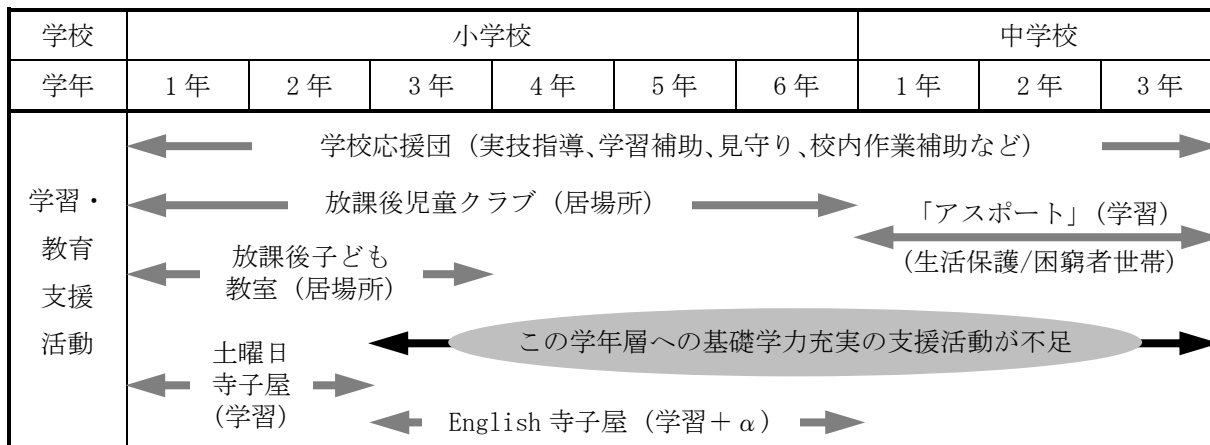 学校 小学校 中学校
学年 1年 2年 3年 4年 5年 6年 1年 2年 3年
学習・
教育
支援
活動
学校応援団（実技指導、学習補助、見守り、校内作業補助など）
放課後児童クラブ（居場所）
「アスポート」（学習）
（生活保護/困窮者世帯）
放課後子ども
教室（居場所）
この学年層への基礎学力充実の支援活動が不足
土曜日
寺子屋
（学習）
English 寺子屋（学習＋α）